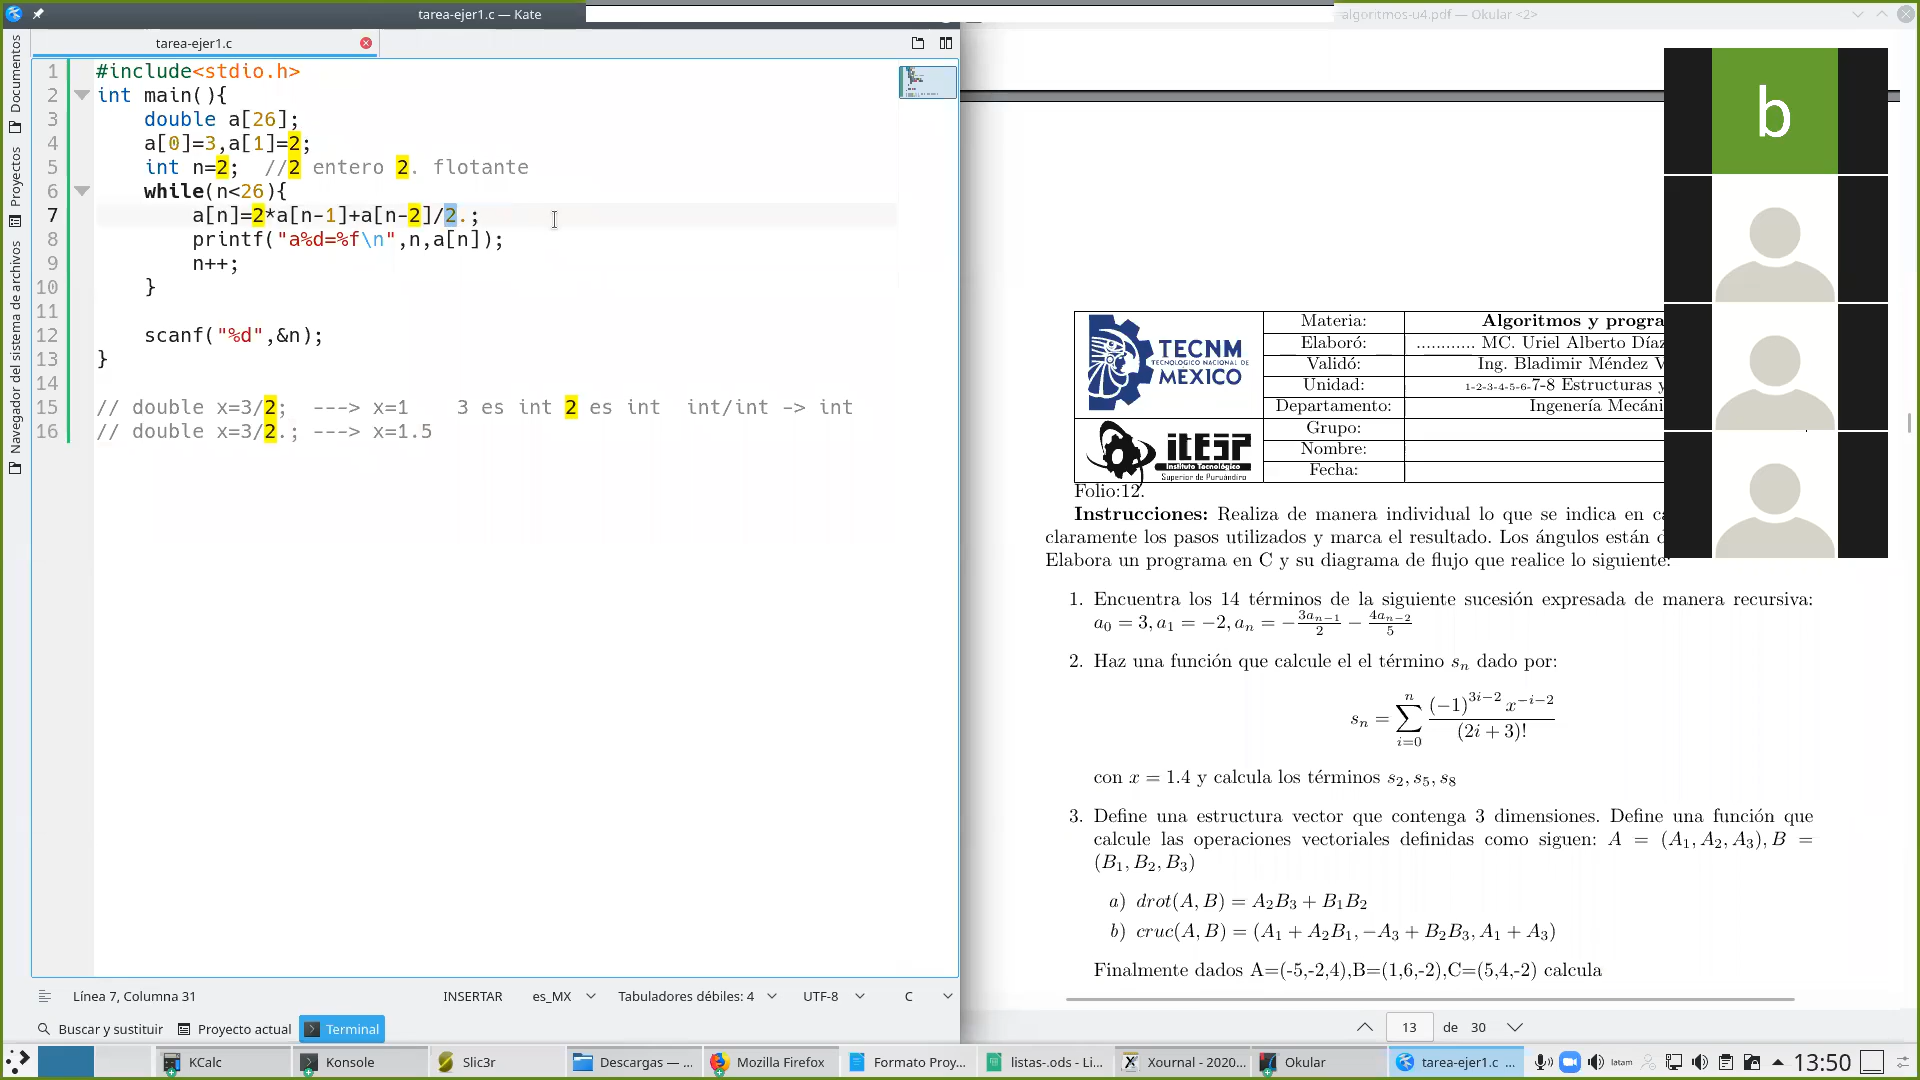 tarea-ejer1.c — Kate
algoritmos-u4.pdf — Okular <2>
tarea-ejer1.c
Documentos
Proyectos
Navegador del sistema de archivos
1 #include<stdio.h>
2 int main(){
3 double a[26];
4 a[0]=3,a[1]=2;
5 int n=2; //2 entero 2. flotante
6 while(n<26){
7 a[n]=2*a[n-1]+a[n-2]/2.;
8 printf("a%d=%f\n",n,a[n]);
9 n++;
10 }
11
12 scanf("%d",&n);
13 }
14
15 // double x=3/2; ---> x=1 3 es int 2 es int int/int -> int
16 // double x=3/2.; ---> x=1.5
Línea 7, Columna 31
INSERTAR
es_MX
Tabuladores débiles: 4
UTF-8
C
Buscar y sustituir
Proyecto actual
Terminal
b
TECNM
TECNOLÓGICO NACIONAL DE
MÉXICO
ITESP
Instituto Tecnológico
Superior de Puruándiro
Materia: Algoritmos y progra
Elaboró: ............ MC. Uriel Alberto Díaz
Validó: Ing. Bladimir Méndez V
Unidad: 1-2-3-4-5-6-7-8 Estructuras y
Departamento: Ingenería Mecáni
Grupo:
Nombre:
Fecha:
Folio:12.
Instrucciones: Realiza de manera individual lo que se indica en ca
claramente los pasos utilizados y marca el resultado. Los ángulos están
Elabora un programa en C y su diagrama de flujo que realice lo siguiente:
1. Encuentra los 14 términos de la siguiente sucesión expresada de manera recursiva:
a₀ = 3, a₁ = −2, aₙ = −3aₙ₋₁/2 − 4aₙ₋₂/5
2. Haz una función que calcule el el término sₙ dado por:
sₙ = ∑ᵢ₌₀ⁿ (−1)³ⁱ⁻² x⁻ⁱ⁻² / (2i + 3)!
con x = 1.4 y calcula los términos s₂, s₅, s₈
3. Define una estructura vector que contenga 3 dimensiones. Define una función que
calcule las operaciones vectoriales definidas como siguen: A = (A₁, A₂, A₃), B =
(B₁, B₂, B₃)
a) drot(A, B) = A₂B₃ + B₁B₂
b) cruc(A, B) = (A₁ + A₂B₁, −A₃ + B₂B₃, A₁ + A₃)
Finalmente dados A=(-5,-2,4),B=(1,6,-2),C=(5,4,-2) calcula
13 de 30
KCalc
Konsole
Slic3r
Descargas — ...
Mozilla Firefox
Formato Proy...
listas-.ods - Li...
Xournal - 2020...
Okular
tarea-ejer1.c ...
latam
13:50